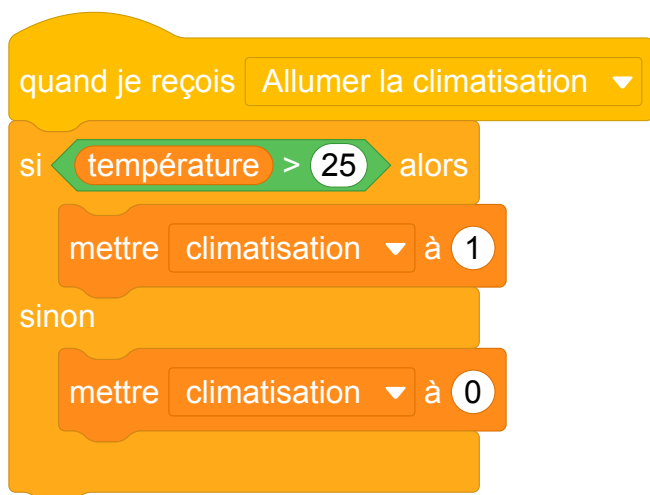 quand je reçois Allumer la climatisation
si température > 25 alors
mettre climatisation à 1
sinon
mettre climatisation à 0